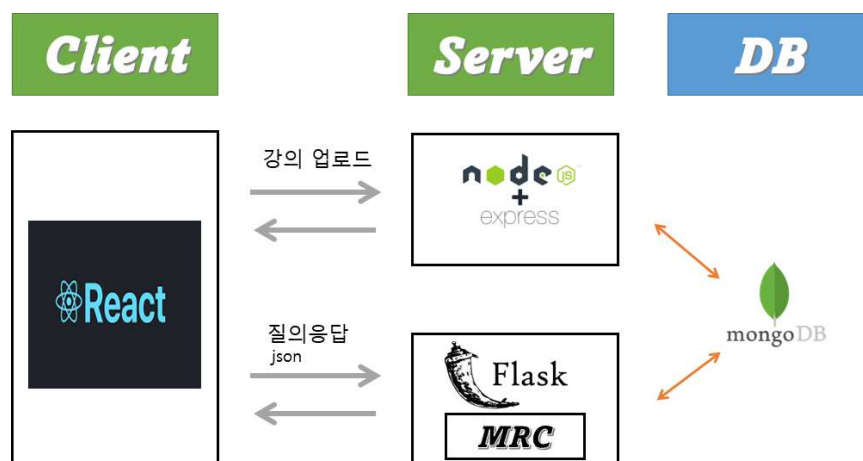 Client
Server
DB
강의 업로드
node
JS
+
express
React
mongoDB
질의응답
json
Flask
MRC